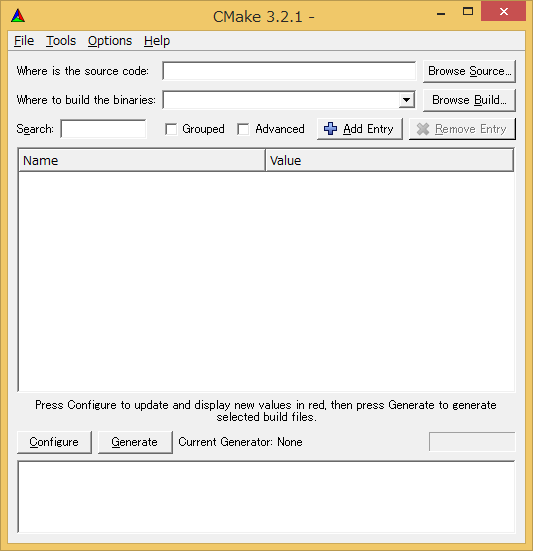 CMake 3.2.1 -
File Tools Options Help
Where is the source code: Browse Source...
Where to build the binaries: Browse Build...
Search: Grouped Advanced Add Entry Remove Entry
Name Value
Press Configure to update and display new values in red, then press Generate to generate
selected build files.
Configure Generate Current Generator: None